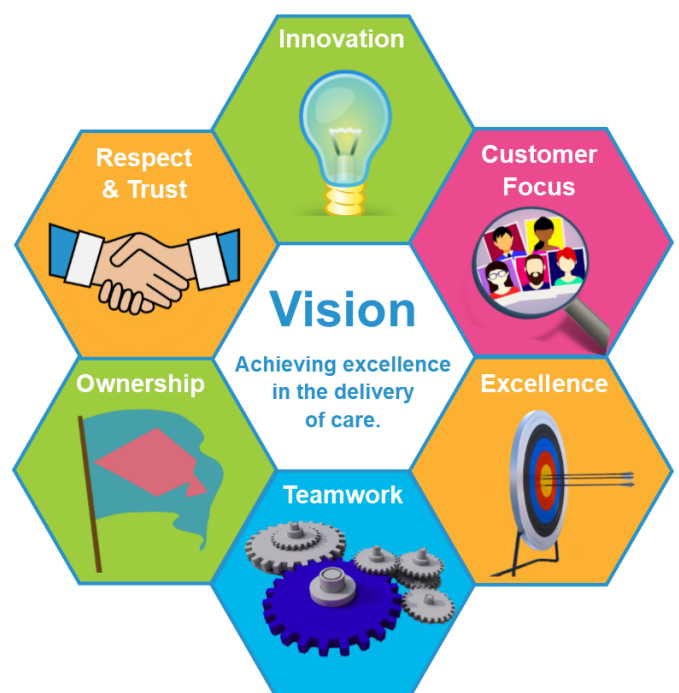 Innovation
Respect
& Trust
Customer
Focus
Vision
Achieving excellence
in the delivery
of care.
Ownership
Excellence
Teamwork